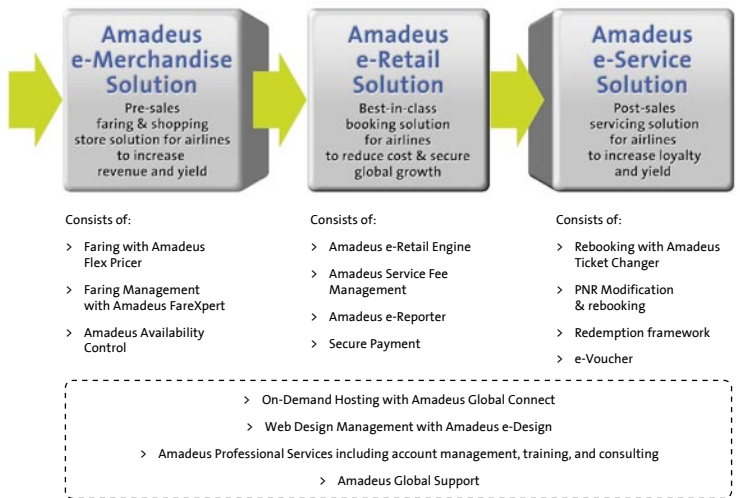 Amadeus
e-Merchandise
Solution
Pre-sales
faring & shopping
store solution for airlines
to increase
revenue and yield
Amadeus
e-Retail
Solution
Best-in-class
booking solution
for airlines
to reduce cost & secure
global growth
Amadeus
e-Service
Solution
Post-sales
servicing solution
for airlines
to increase loyalty
and yield
Consists of:
> Faring with Amadeus
Flex Pricer
> Faring Management
with Amadeus FareXpert
> Amadeus Availability
Control
Consists of:
> Amadeus e-Retail Engine
> Amadeus Service Fee
Management
> Amadeus e-Reporter
> Secure Payment
Consists of:
> Rebooking with Amadeus
Ticket Changer
> PNR Modification
& rebooking
> Redemption framework
> e-Voucher
> On-Demand Hosting with Amadeus Global Connect
> Web Design Management with Amadeus e-Design
> Amadeus Professional Services including account management, training, and consulting
> Amadeus Global Support